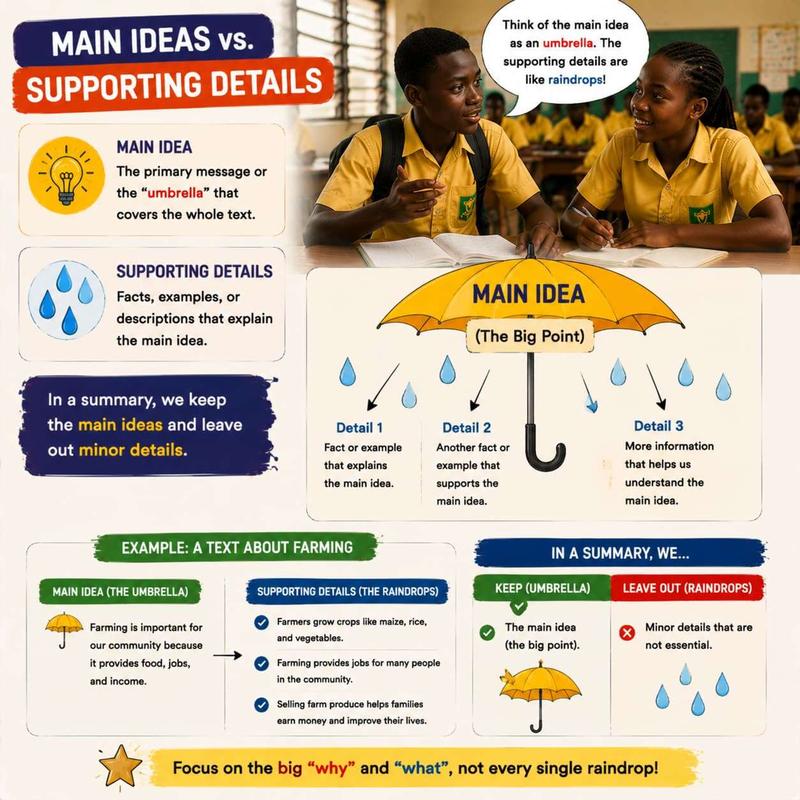 MAIN IDEAS vs.
SUPPORTING DETAILS
Think of the main idea
as an umbrella. The
supporting details are
like raindrops!
MAIN IDEA
The primary message or
the “umbrella” that
covers the whole text.
SUPPORTING DETAILS
Facts, examples, or
descriptions that explain
the main idea.
In a summary, we keep
the main ideas and leave
out minor details.
MAIN IDEA
(The Big Point)
Detail 1
Fact or example
that explains
the main idea.
Detail 2
Another fact or
example that
supports the
main idea.
Detail 3
More information
that helps us
understand the
main idea.
EXAMPLE: A TEXT ABOUT FARMING
MAIN IDEA (THE UMBRELLA)
Farming is important for
our community because
it provides food, jobs,
and income.
SUPPORTING DETAILS (THE RAINDROPS)
Farmers grow crops like maize, rice,
and vegetables.
Farming provides jobs for many people
in the community.
Selling farm produce helps families
earn money and improve their lives.
IN A SUMMARY, WE...
KEEP (UMBRELLA)
The main idea
(the big point).
LEAVE OUT (RAINDROPS)
Minor details that are
not essential.
Focus on the big “why” and “what”, not every single raindrop!